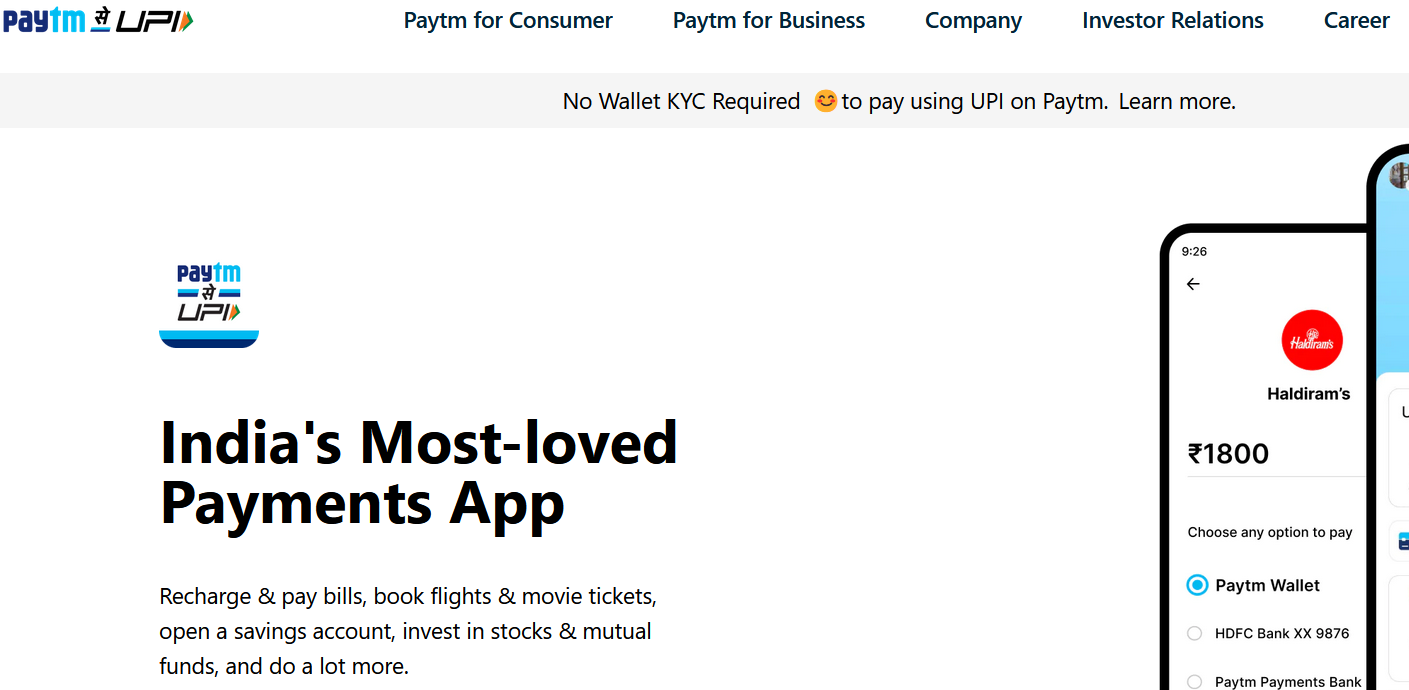 paytm से UPI
Paytm for Consumer
Paytm for Business
Company
Investor Relations
Career
No Wallet KYC Required 😊 to pay using UPI on Paytm. Learn more.
paytm
से
UPI
India's Most-loved
Payments App
Recharge & pay bills, book flights & movie tickets,
open a savings account, invest in stocks & mutual
funds, and do a lot more.
9:26
Haldiram's
Haldiram’s
₹1800
Choose any option to pay
Paytm Wallet
HDFC Bank XX 9876
Paytm Payments Bank